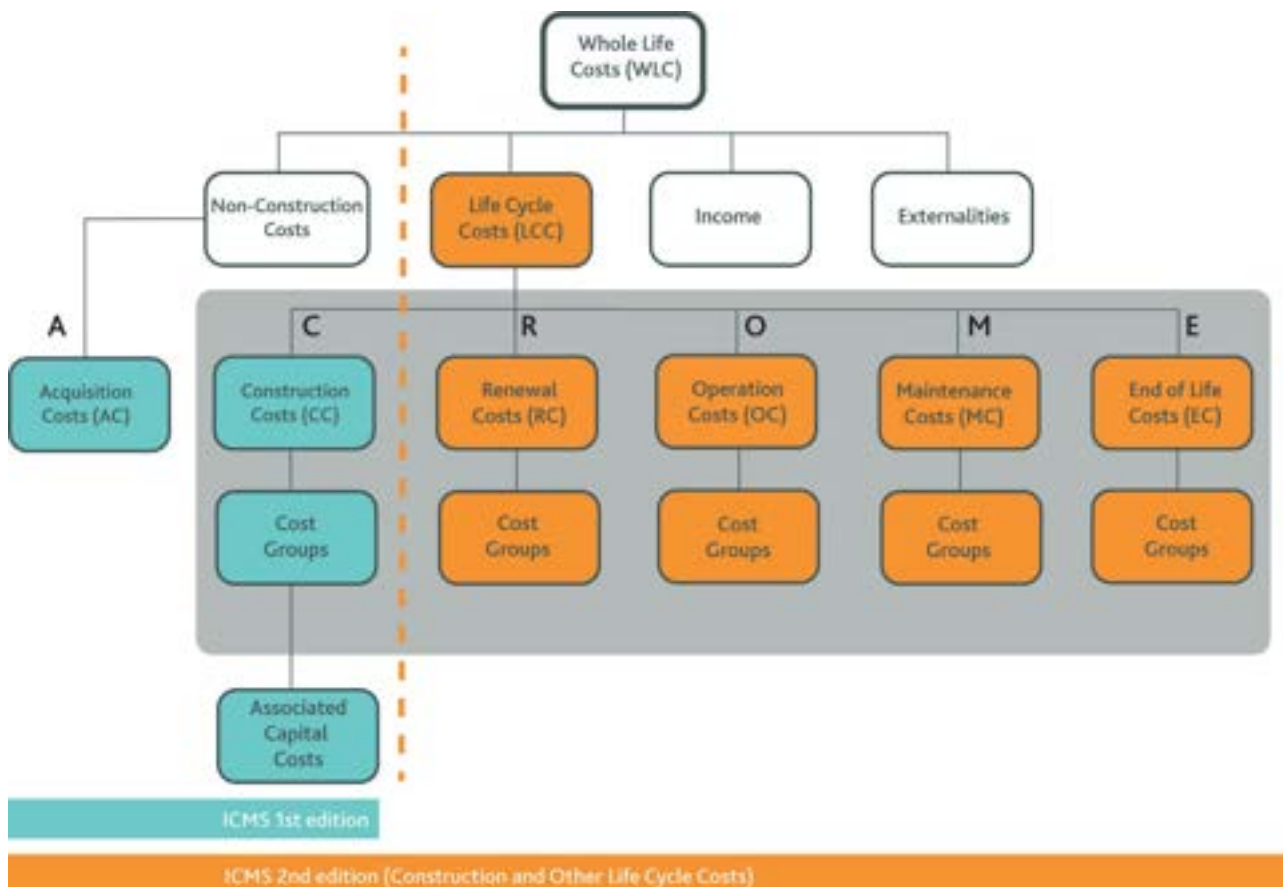 Whole Life
Costs (WLC)
Non-Construction
Costs
Life Cycle
Costs (LCC)
Income
Externalities
A
C
R
O
M
E
Acquisition
Costs (AC)
Construction
Costs (CC)
Renewal
Costs (RC)
Operation
Costs (OC)
Maintenance
Costs (MC)
End of Life
Costs (EC)
Cost
Groups
Cost
Groups
Cost
Groups
Cost
Groups
Cost
Groups
Associated
Capital
Costs
ICMS 1st edition
ICMS 2nd edition (Construction and Other Life Cycle Costs)